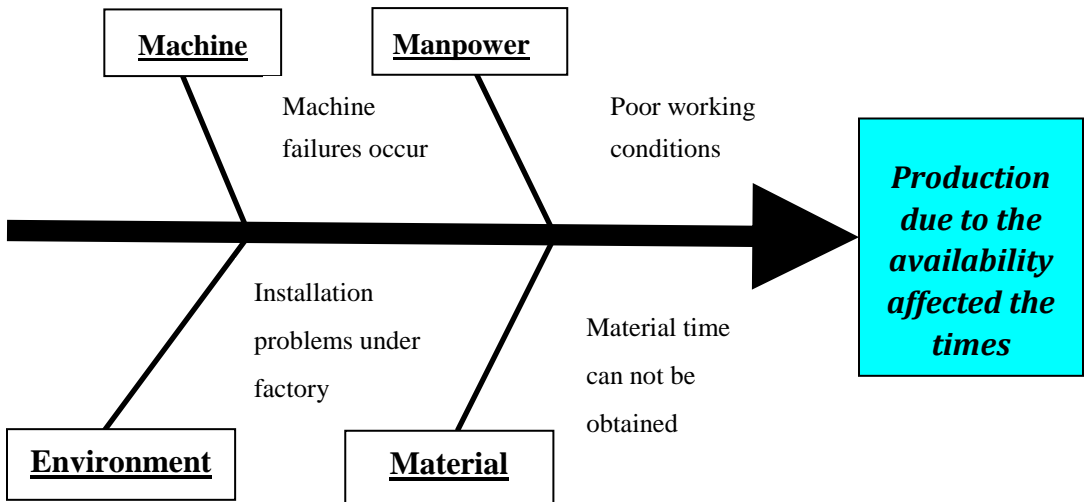 Machine
Manpower
Machine
failures occur
Poor working
conditions
Production
due to the
availability
affected the
times
Installation
problems under
factory
Material time
can not be
obtained
Environment
Material